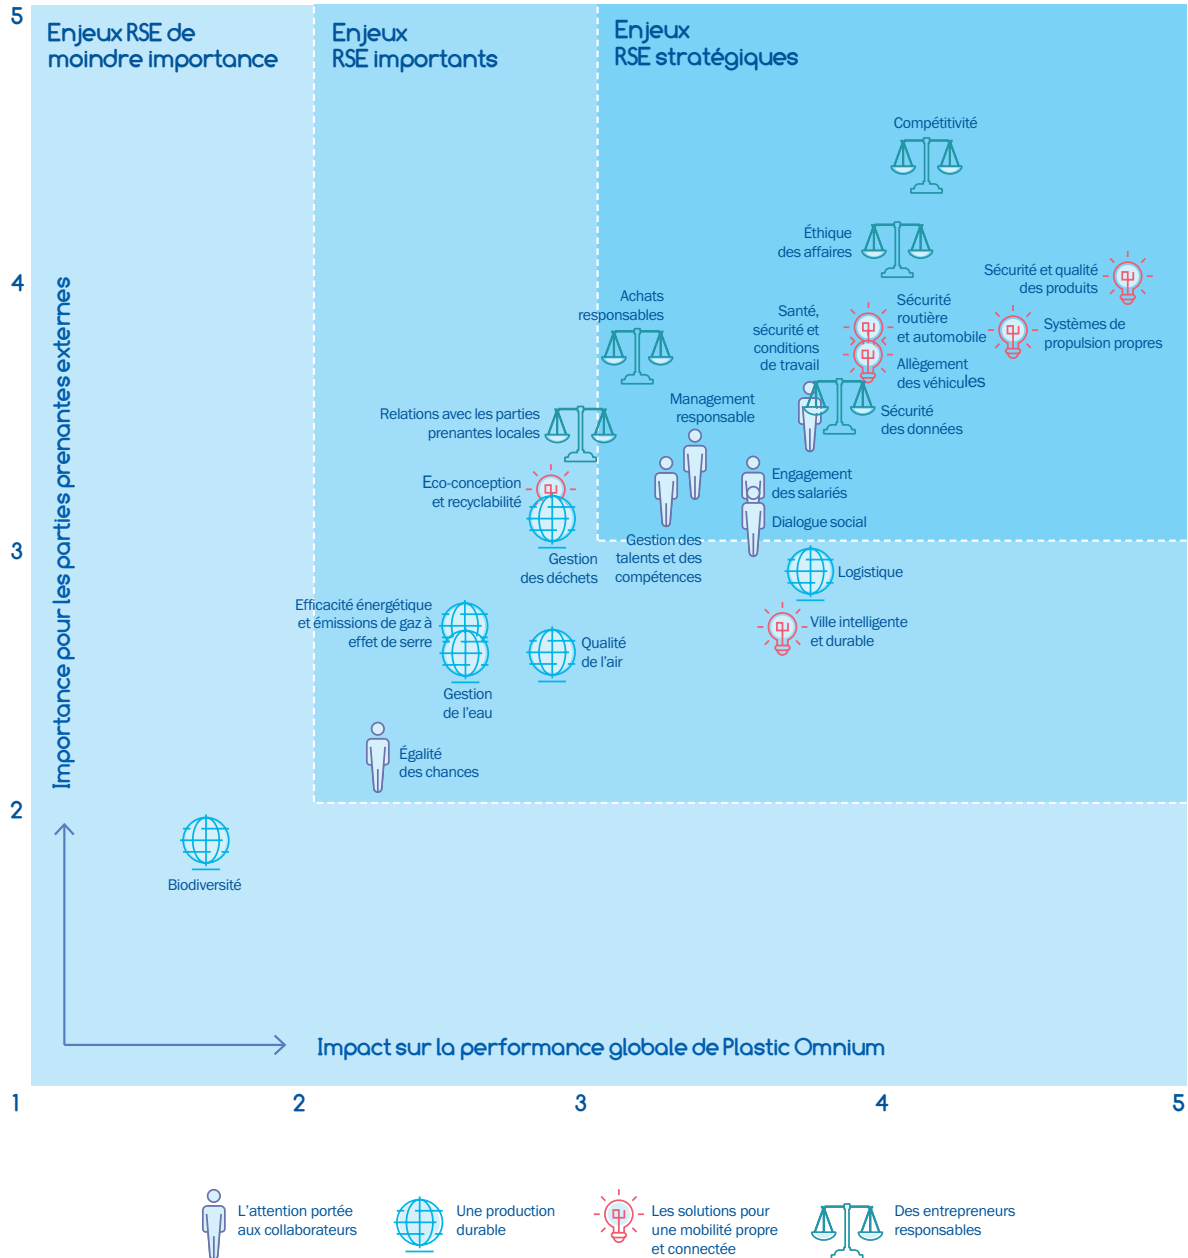 5
Enjeux RSE de
moindre importance
Enjeux
RSE importants
Enjeux
RSE stratégiques
Compétitivité
Éthique
des affaires
Sécurité et qualité
des produits
4
Achats
responsables
Santé,
sécurité et
conditions
de travail
Sécurité
routière
et automobile
Systèmes de
propulsion propres
Allègement
des véhicules
Management
responsable
Sécurité
des données
Relations avec les parties
prenantes locales
Eco-conception
et recyclabilité
Engagement
des salariés
Dialogue social
3
Gestion
des déchets
Gestion des
talents et des
compétences
Logistique
Efficacité énergétique
et émissions de gaz à
effet de serre
Ville intelligente
et durable
Qualité
de l'air
Gestion
de l'eau
Égalité
des chances
Importance pour les parties prenantes externes
2
Biodiversité
Impact sur la performance globale de Plastic Omnium
1
2
3
4
5
L'attention portée
aux collaborateurs
Une production
durable
Les solutions pour
une mobilité propre
et connectée
Des entrepreneurs
responsables